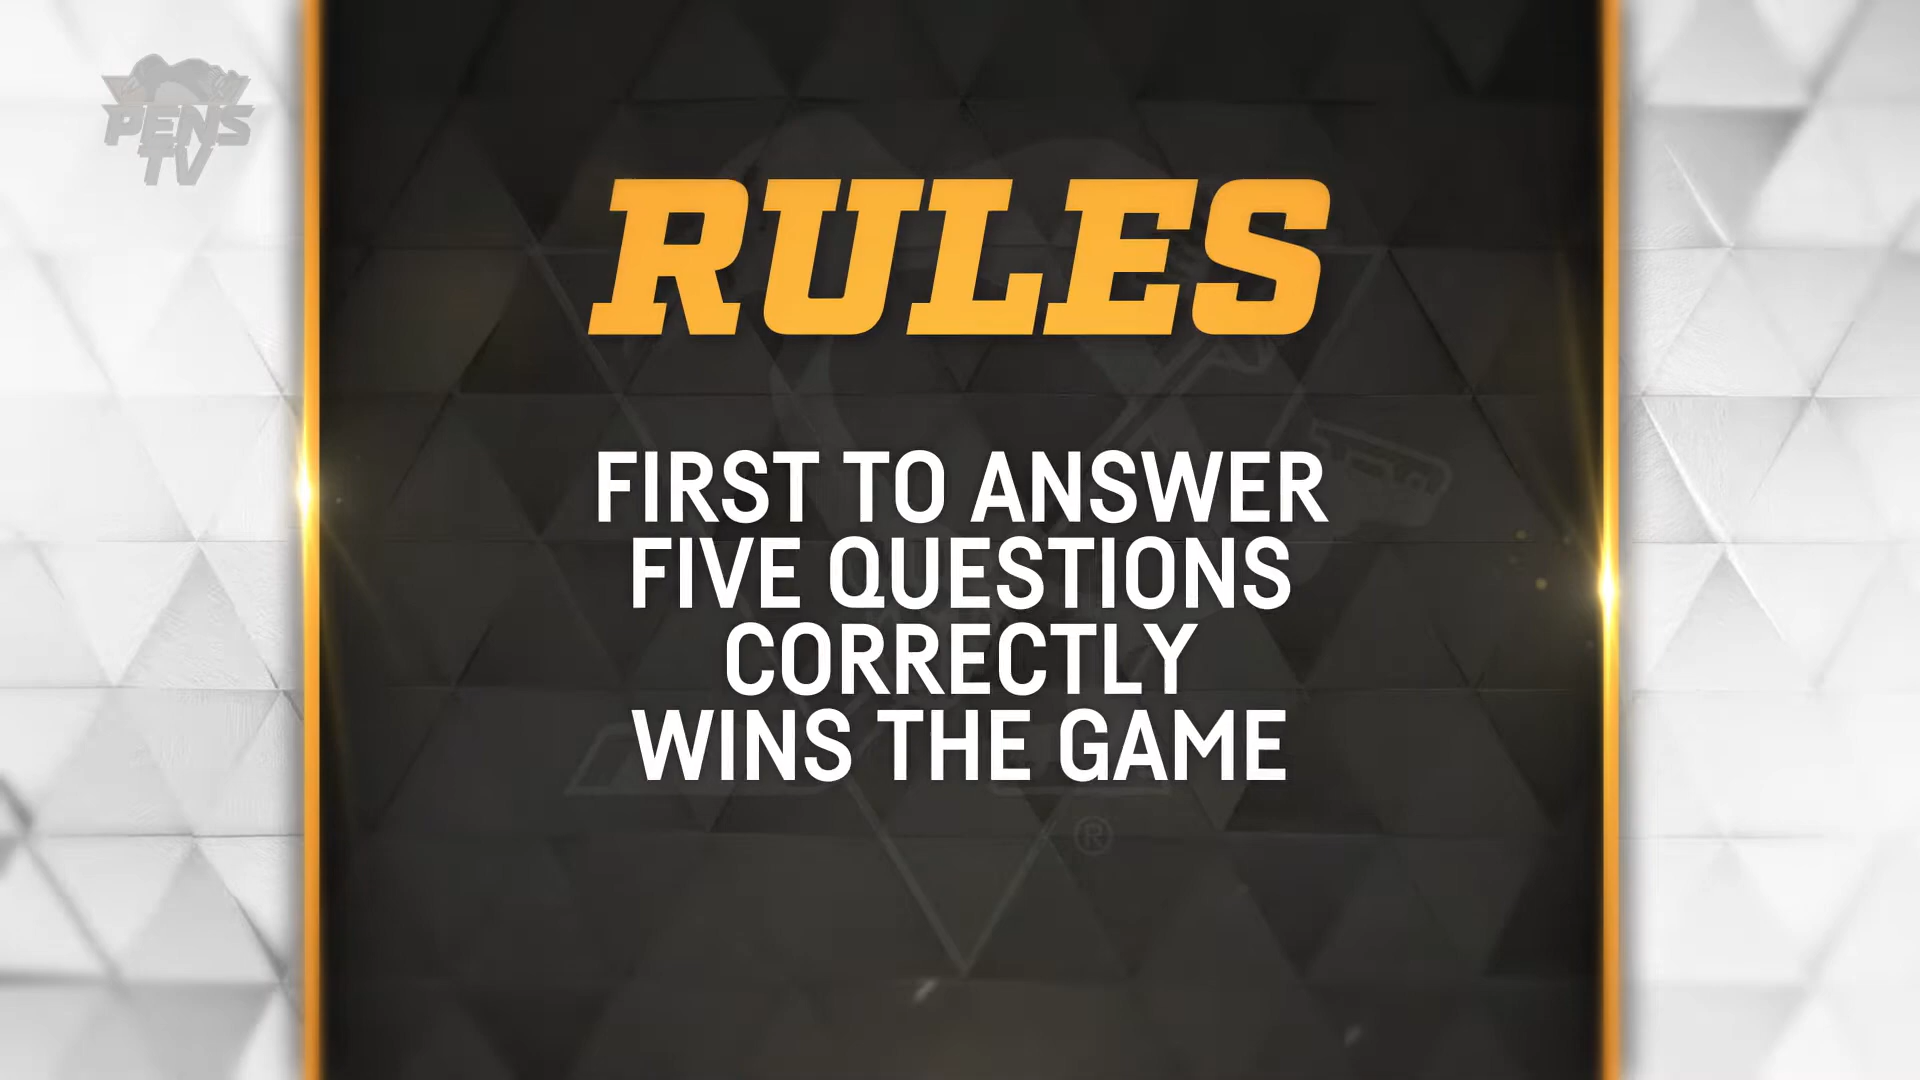 PENS
TV
RULES
FIRST TO ANSWER
FIVE QUESTIONS
CORRECTLY
WINS THE GAME
®